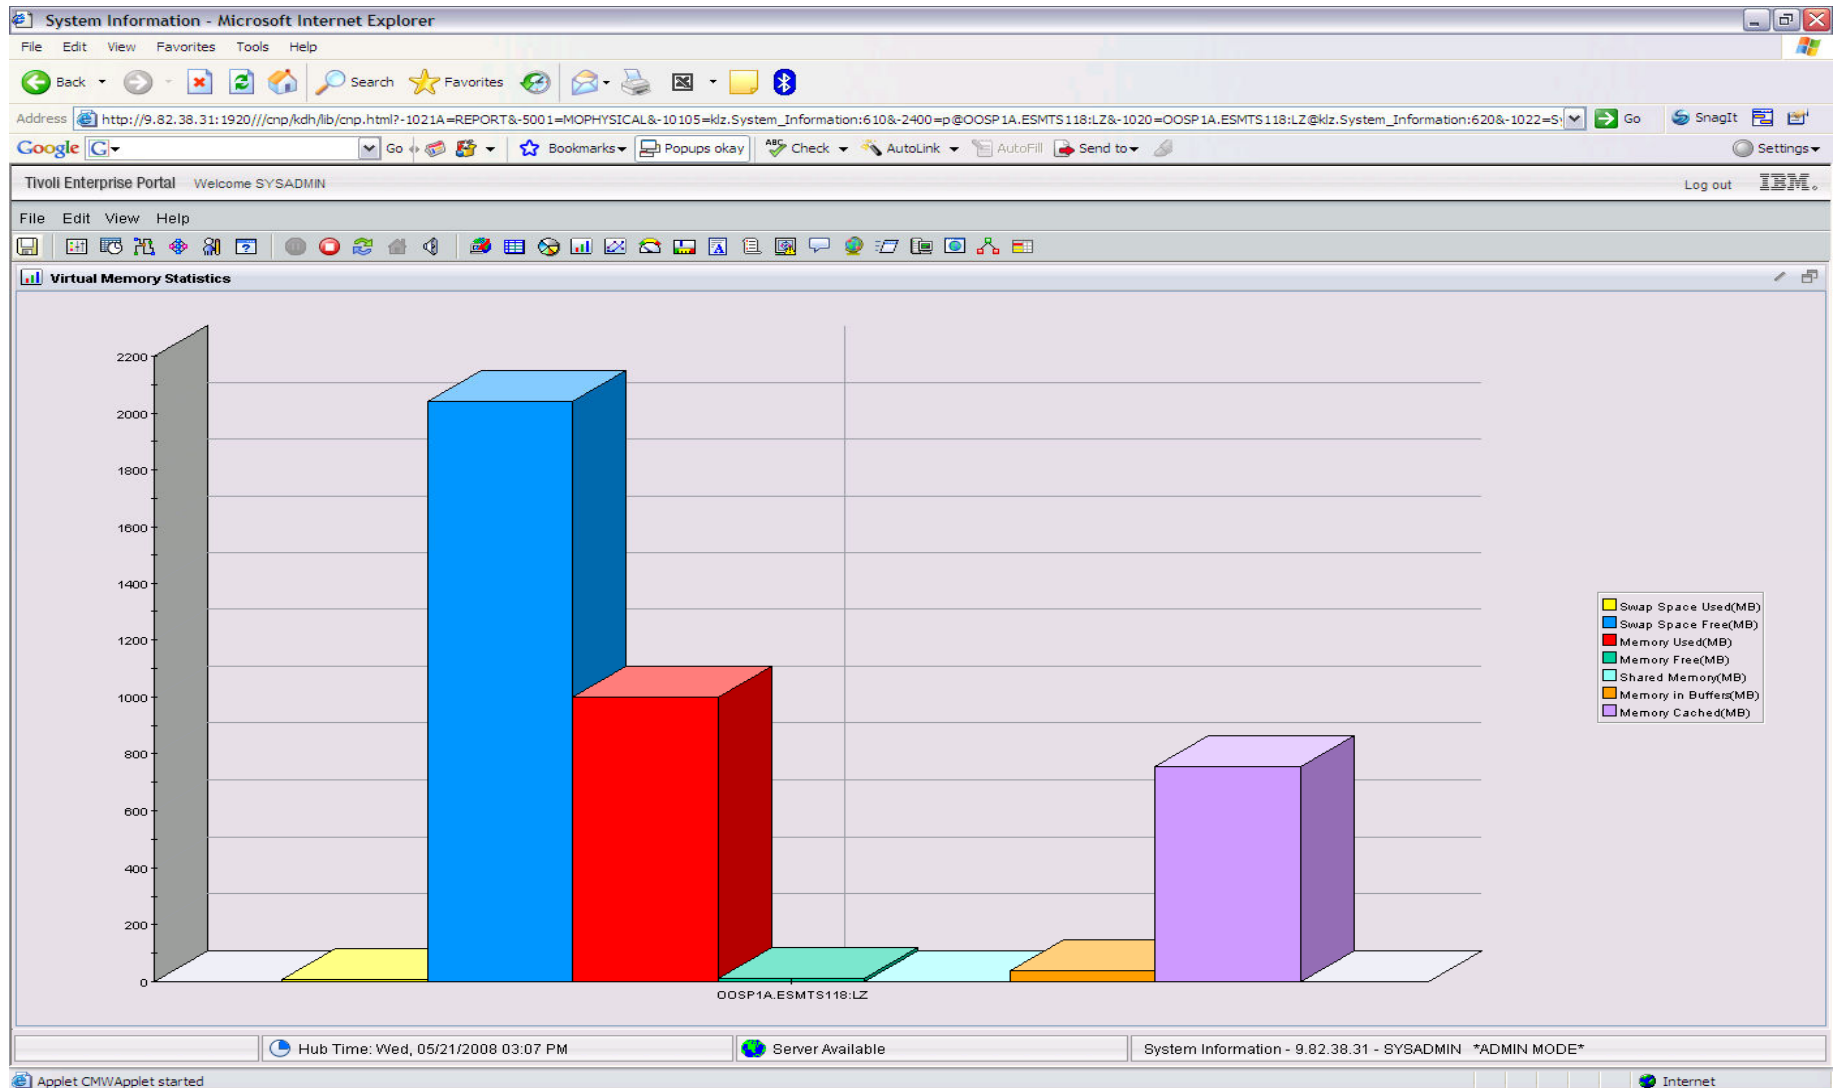 System Information - Microsoft Internet Explorer
File Edit View Favorites Tools Help
Back Search Favorites
Address http://9.82.38.31:1920///cnp/kdh/lib/cnp.html?-1021A=REPORT&-5001=MOPHYSICAL&-10105=klz.System_Information:610&-2400=p@OOSP1A.ESMTS118:LZ&-1020=OOSP1A.ESMTS118:LZ@klz.System_Information:620&-1022=S Go SnagIt
Google G Go Bookmarks Popups okay ABC Check AutoLink AutoFill Send to Settings
Tivoli Enterprise Portal Welcome SYSADMIN Log out IBM.
File Edit View Help
Virtual Memory Statistics
2200
2000
1800
1600
1400
1200
1000
800
600
400
200
0
OOSP1A.ESMTS118:LZ
Swap Space Used(MB)
Swap Space Free(MB)
Memory Used(MB)
Memory Free(MB)
Shared Memory(MB)
Memory in Buffers(MB)
Memory Cached(MB)
Hub Time: Wed, 05/21/2008 03:07 PM Server Available System Information - 9.82.38.31 - SYSADMIN *ADMIN MODE*
Applet CMWApplet started Internet